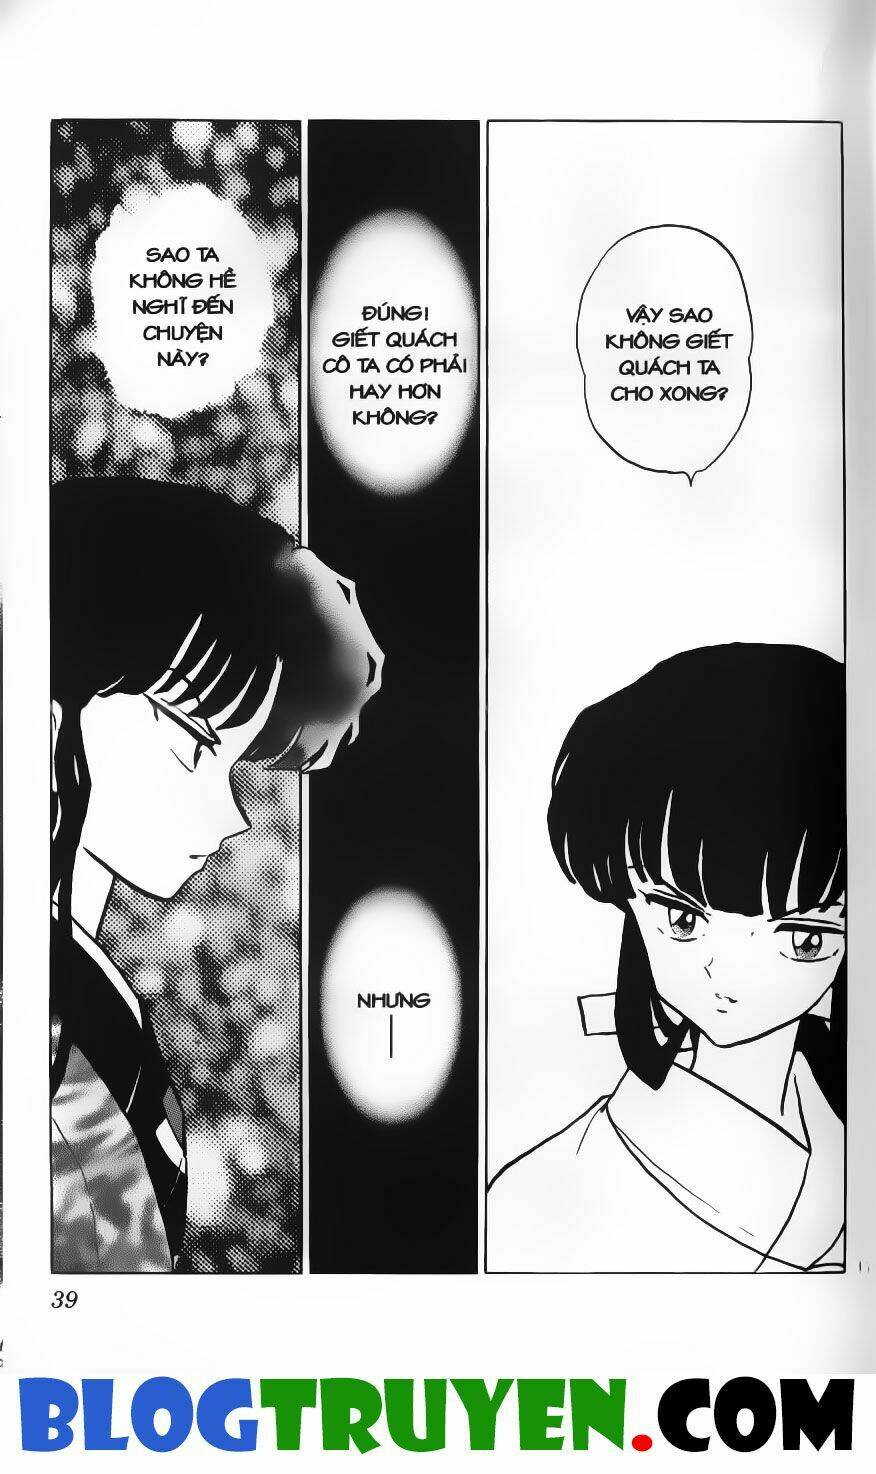 VẬY SAO
KHÔNG GIẾT
QUÁCH TA
CHO XONG?
ĐÚNG!
GIẾT QUÁCH
CÔ TA CÓ PHẢI
HAY HƠN
KHÔNG?
NHƯNG
—
SAO TA
KHÔNG HỀ
NGHĨ ĐẾN
CHUYỆN
NÀY?
39
BLOGTRUYEN.COM